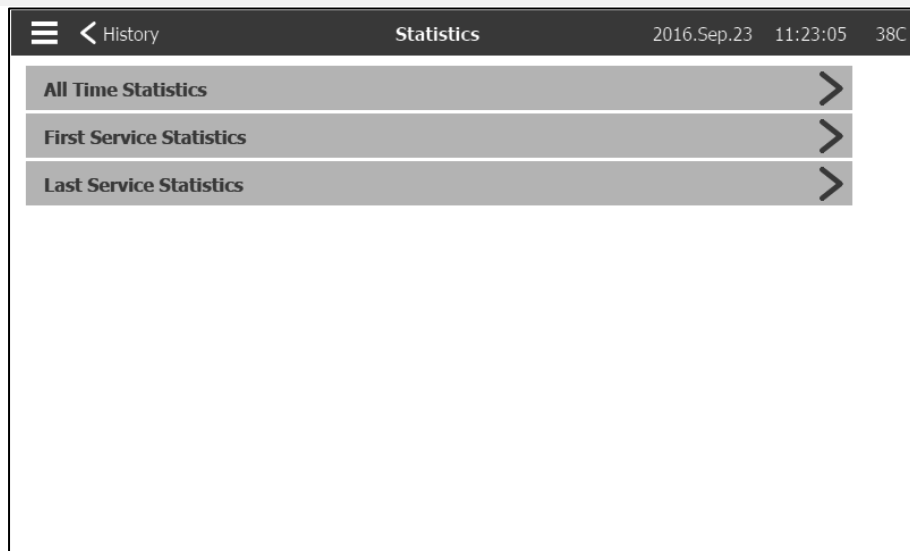 History Statistics 2016.Sep.23 11:23:05 38C
All Time Statistics
First Service Statistics
Last Service Statistics